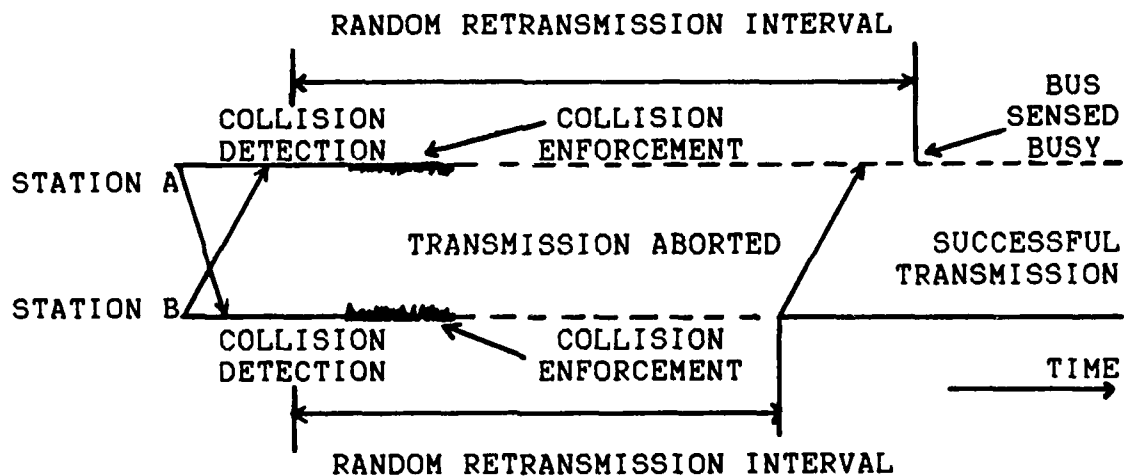 RANDOM RETRANSMISSION INTERVAL
BUS
SENSED
BUSY
COLLISION
DETECTION
COLLISION
ENFORCEMENT
STATION A
TRANSMISSION ABORTED
SUCCESSFUL
TRANSMISSION
STATION B
COLLISION
DETECTION
COLLISION
ENFORCEMENT
TIME
RANDOM RETRANSMISSION INTERVAL